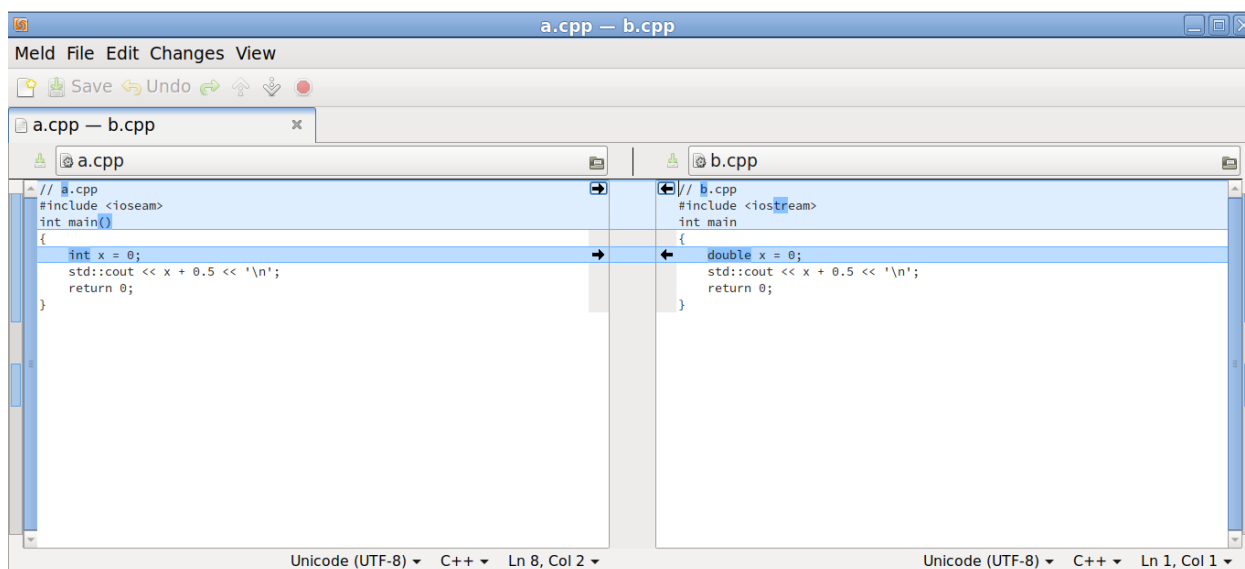 a.cpp — b.cpp
Meld File Edit Changes View
Save Undo
a.cpp — b.cpp
a.cpp
// a.cpp
#include <ioseam>
int main()
{
    int x = 0;
    std::cout << x + 0.5 << '\n';
    return 0;
}
Unicode (UTF-8) C++ Ln 8, Col 2
b.cpp
// b.cpp
#include <iostream>
int main
{
    double x = 0;
    std::cout << x + 0.5 << '\n';
    return 0;
}
Unicode (UTF-8) C++ Ln 1, Col 1